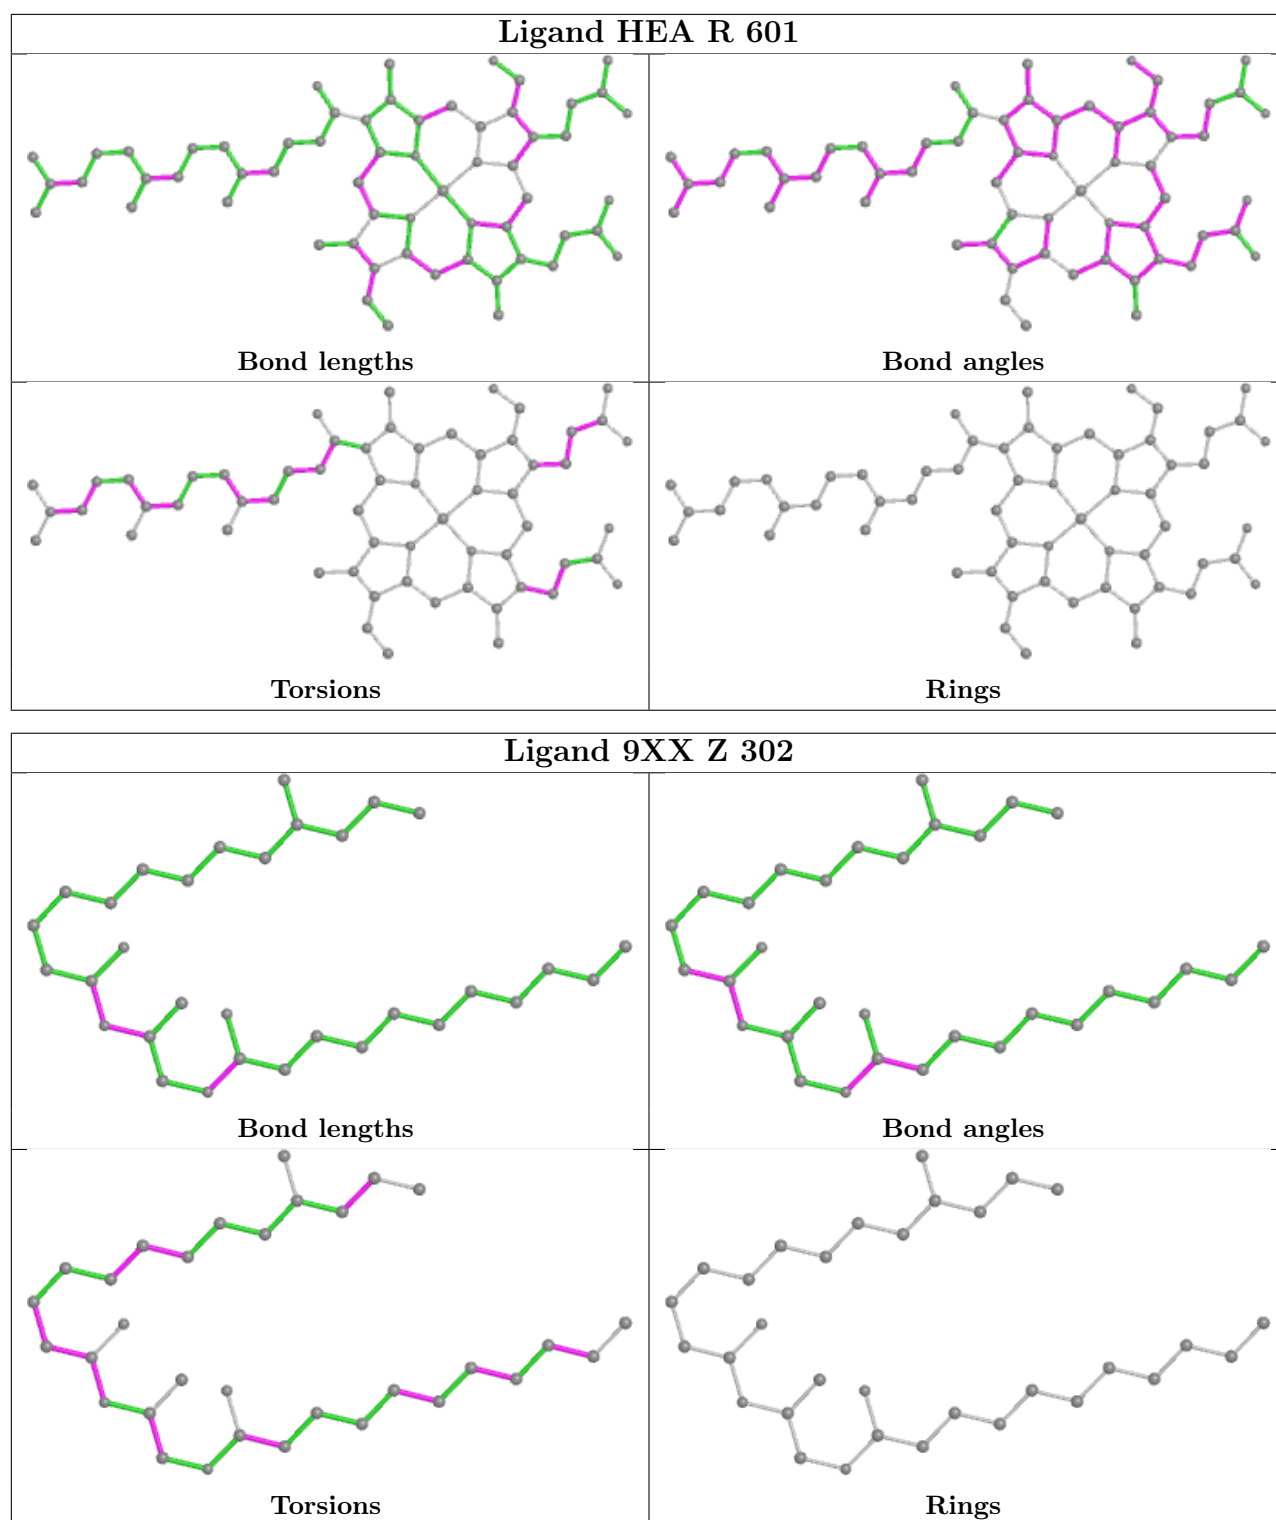 Ligand HEA R 601
Bond lengths
Bond angles
Torsions
Rings
Ligand 9XX Z 302
Bond lengths
Bond angles
Torsions
Rings